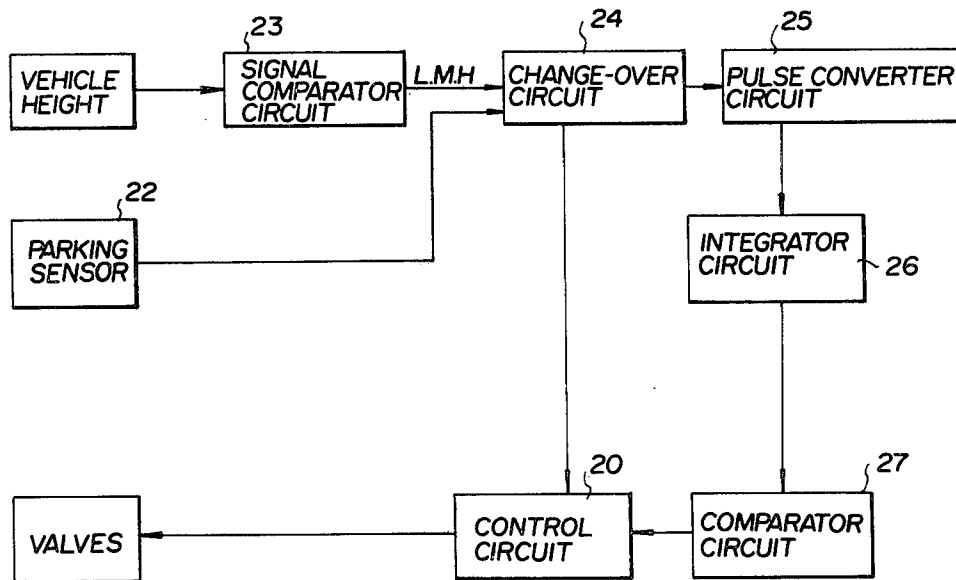 23
24
25
VEHICLE
HEIGHT
SIGNAL
COMPARATOR
CIRCUIT
L.M.H
CHANGE-OVER
CIRCUIT
PULSE CONVERTER
CIRCUIT
22
PARKING
SENSOR
INTEGRATOR
CIRCUIT
26
20
27
VALVES
CONTROL
CIRCUIT
COMPARATOR
CIRCUIT